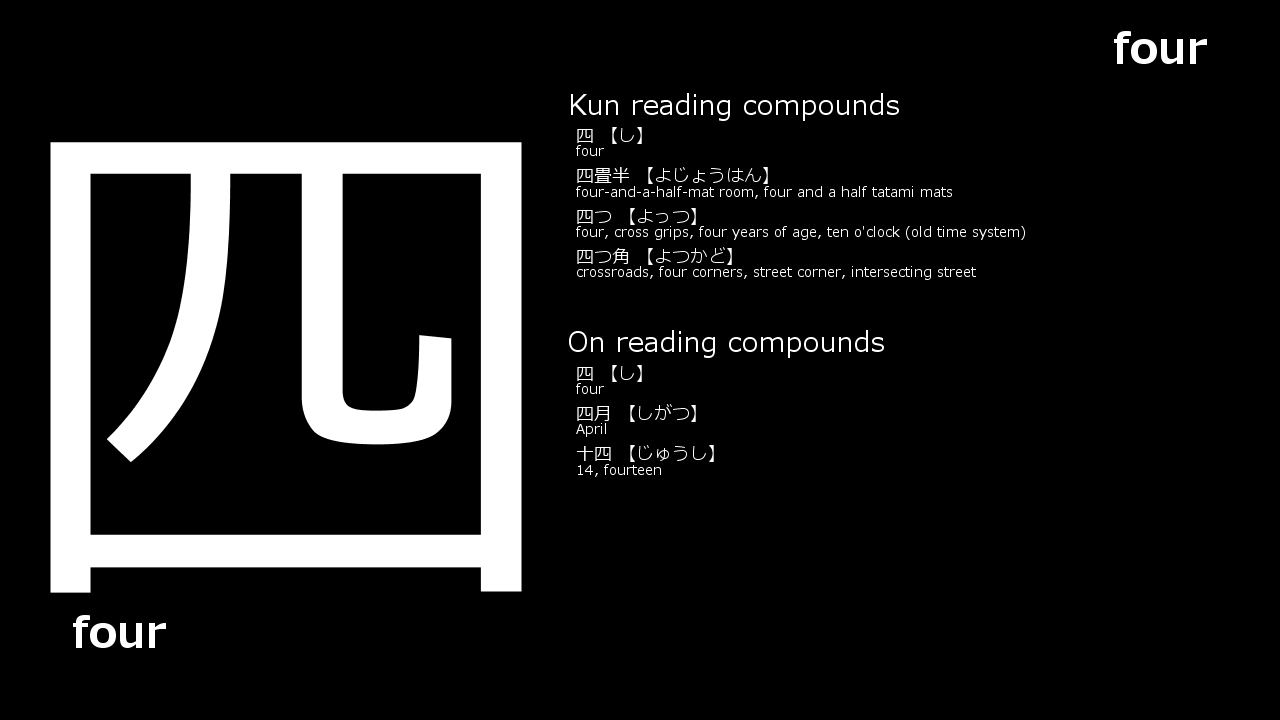 four
四
four
Kun reading compounds
四 【し】
four
四畳半 【よじょうはん】
four-and-a-half-mat room, four and a half tatami mats
四つ 【よっつ】
four, cross grips, four years of age, ten o'clock (old time system)
四つ角 【よつかど】
crossroads, four corners, street corner, intersecting street
On reading compounds
四 【し】
four
四月 【しがつ】
April
十四 【じゅうし】
14, fourteen